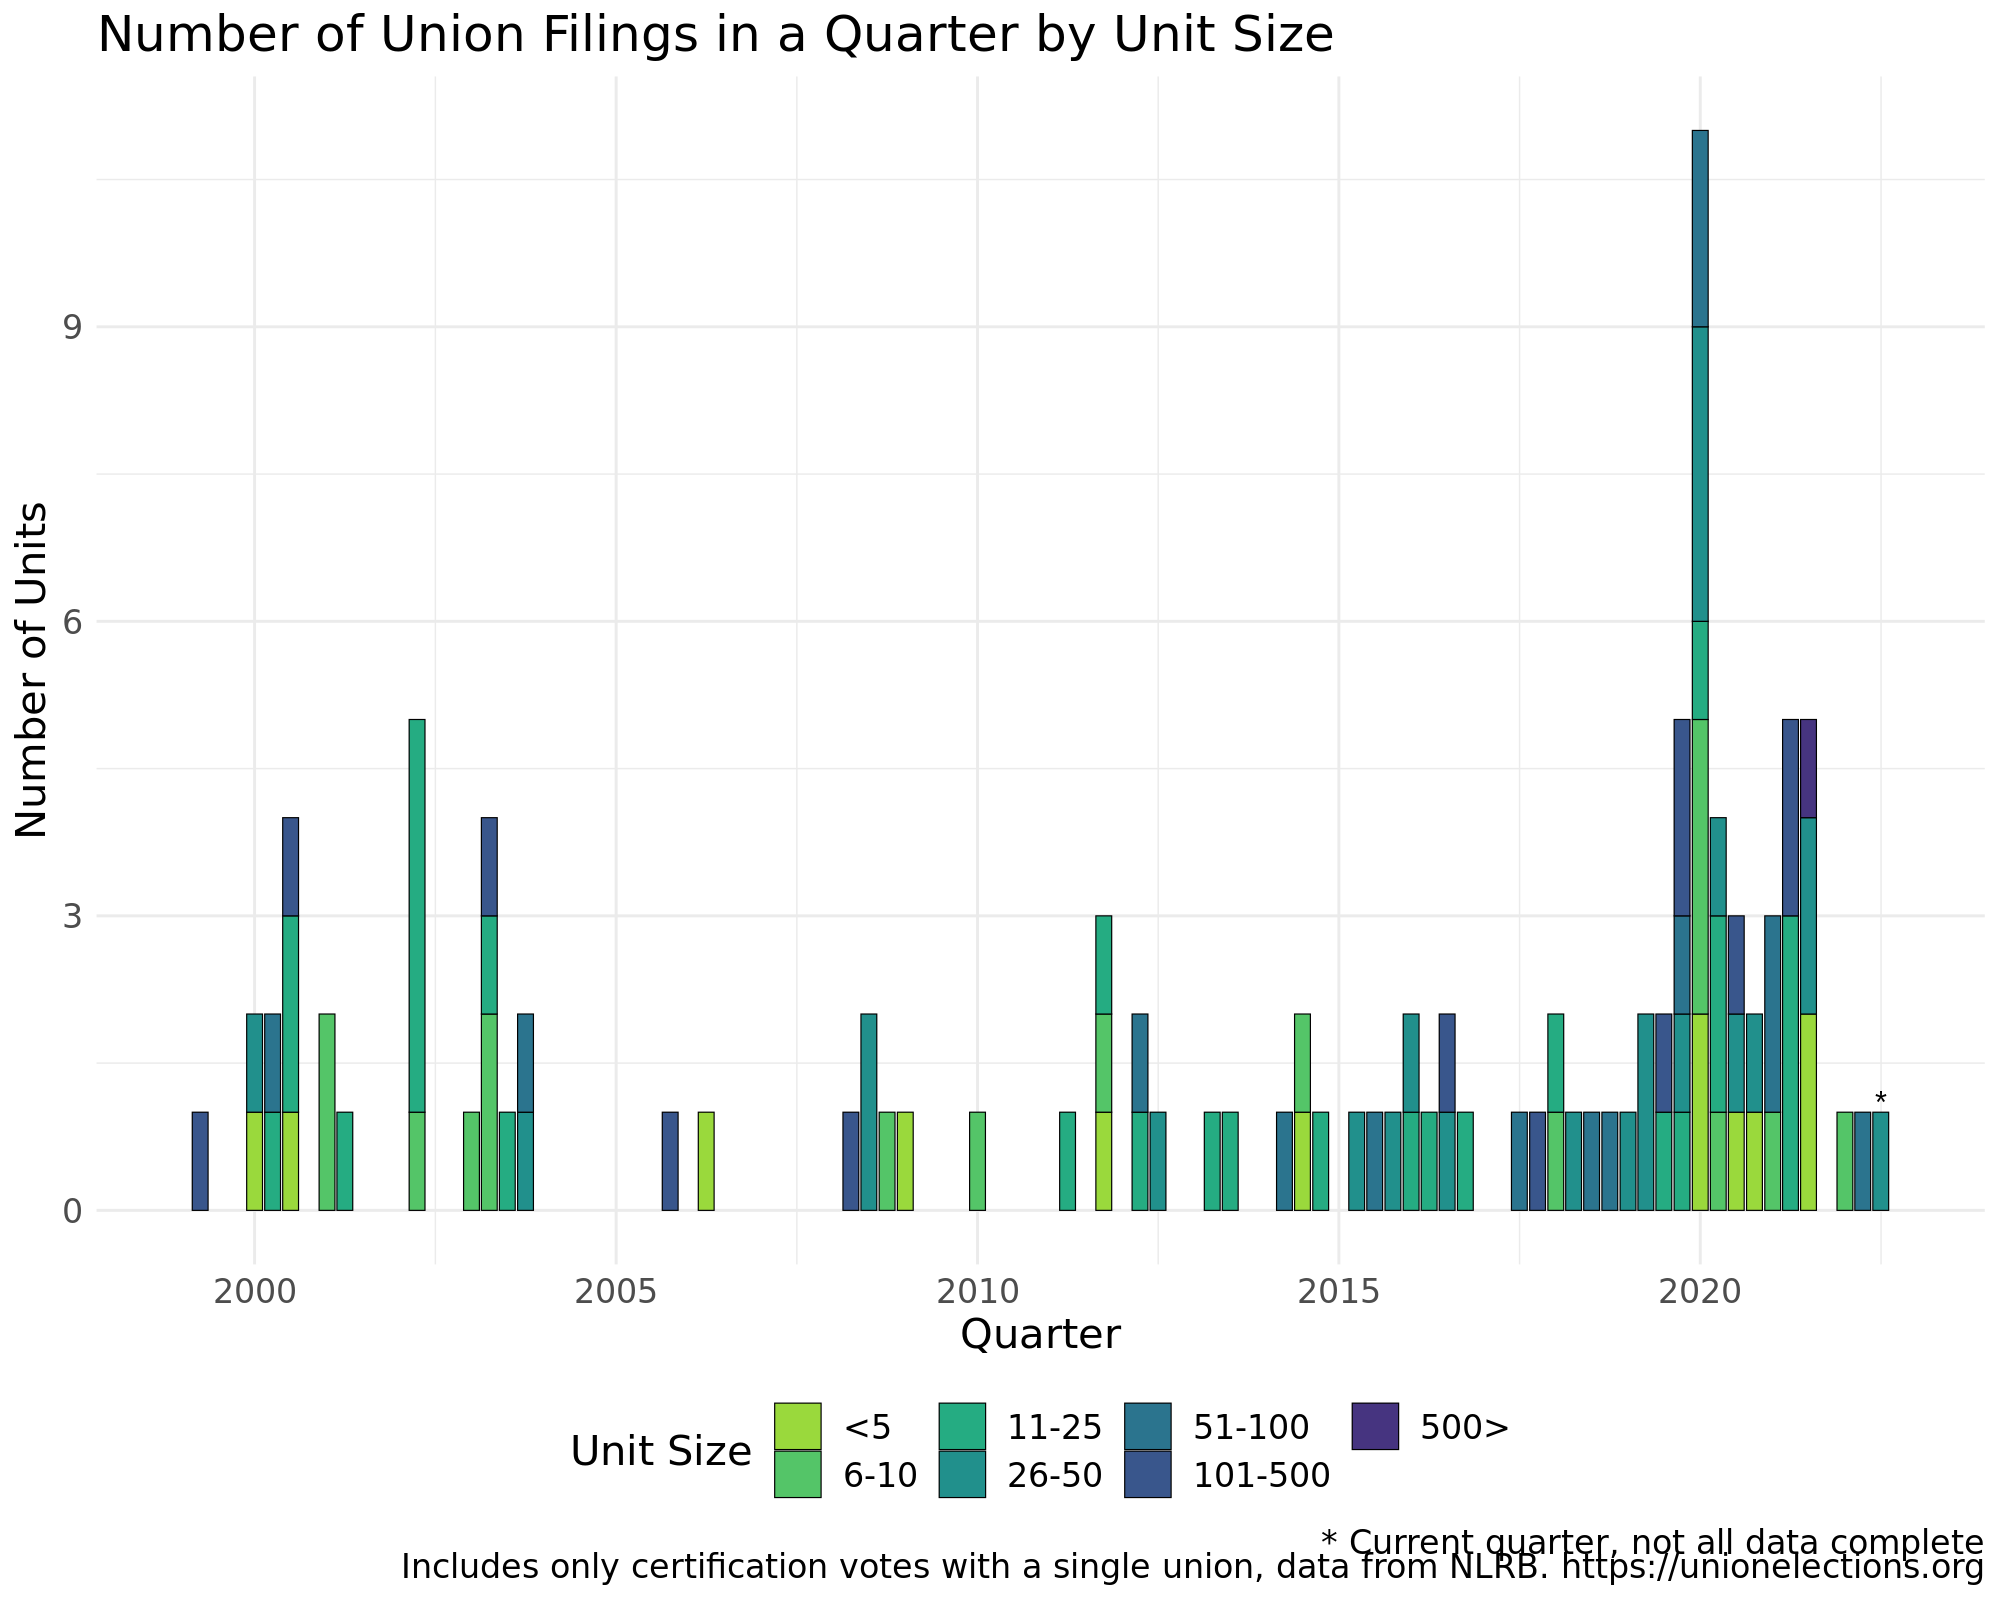 Number of Union Filings in a Quarter by Unit Size
Number of Units
9
6
3
0
*
2000 2005 2010 2015 2020
Quarter
Unit Size
<5 11-25 51-100 500>
6-10 26-50 101-500
* Current quarter, not all data complete
Includes only certification votes with a single union, data from NLRB. https://unionelections.org